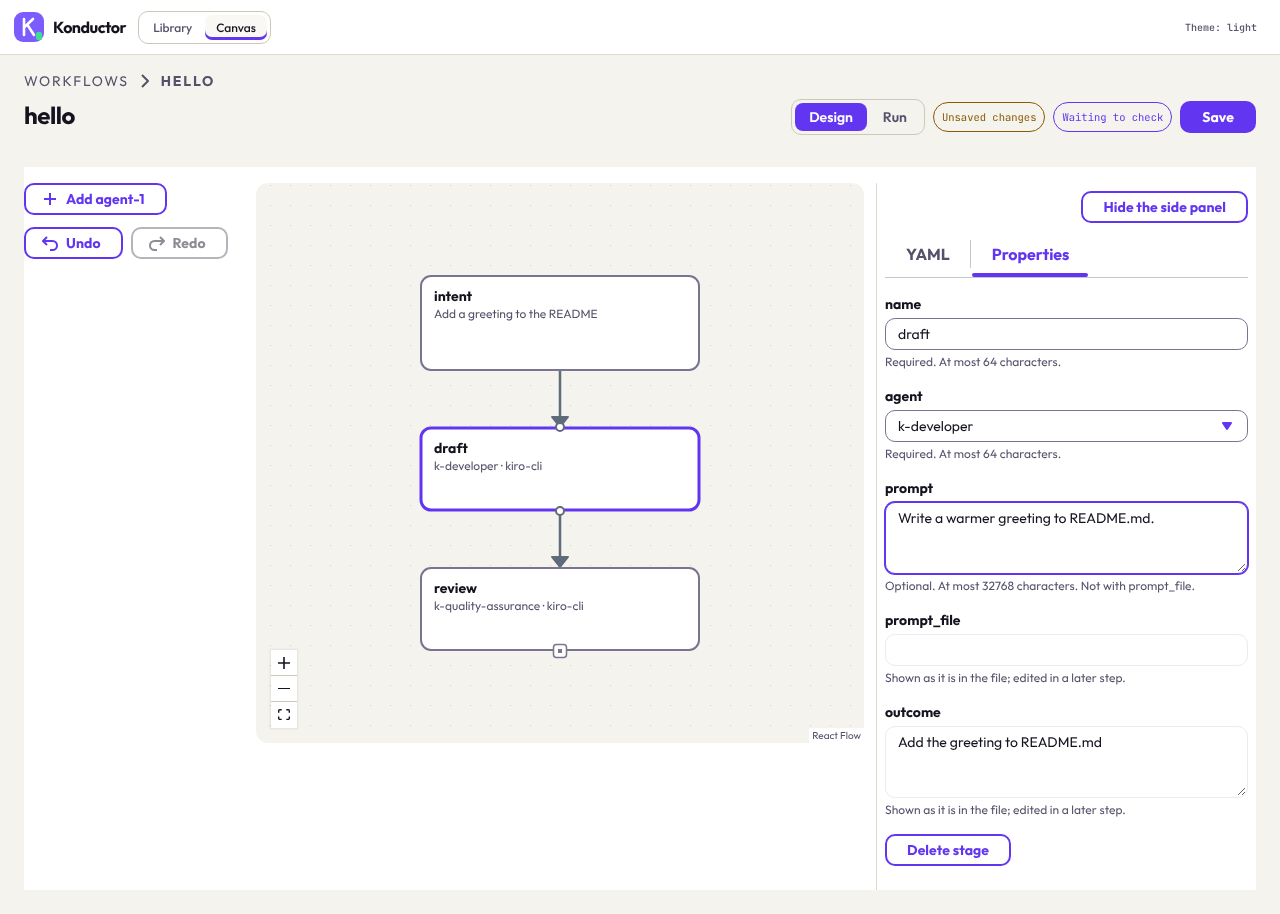 Konductor
Library
Canvas
Theme: light
WORKFLOWS > HELLO
hello
Design
Run
Unsaved changes
Waiting to check
Save
Add agent-1
Undo
Redo
intent
Add a greeting to the README
draft
k-developer · kiro-cli
review
k-quality-assurance · kiro-cli
React Flow
Hide the side panel
YAML
Properties
name
draft
Required. At most 64 characters.
agent
k-developer
Required. At most 64 characters.
prompt
Write a warmer greeting to README.md.
Optional. At most 32768 characters. Not with prompt_file.
prompt_file
Shown as it is in the file; edited in a later step.
outcome
Add the greeting to README.md
Shown as it is in the file; edited in a later step.
Delete stage